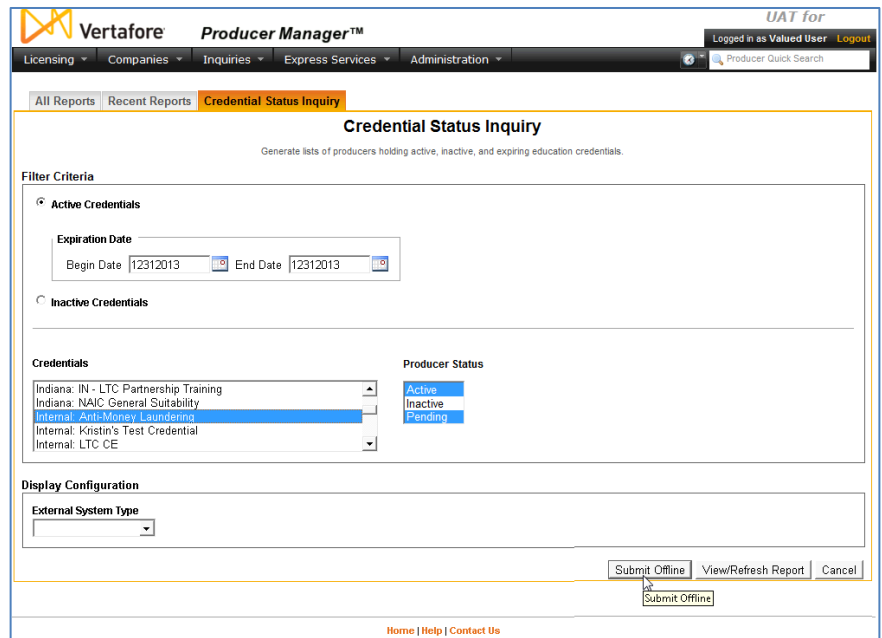 UAT for
Vertafore Producer Manager™
Logged in as Valued User Logout
Licensing Companies Inquiries Express Services Administration Producer Quick Search
All Reports Recent Reports Credential Status Inquiry
Credential Status Inquiry
Generate lists of producers holding active, inactive, and expiring education credentials.
Filter Criteria
Active Credentials
Expiration Date
Begin Date 12312013 End Date 12312013
Inactive Credentials
Credentials Producer Status
Indiana: IN - LTC Partnership Training Active
Indiana: NAIC General Suitability Inactive
Internal: Anti-Money Laundering Pending
Internal: Kristin's Test Credential
Internal: LTC CE
Display Configuration
External System Type
Submit Offline View/Refresh Report Cancel
Submit Offline
Home | Help | Contact Us